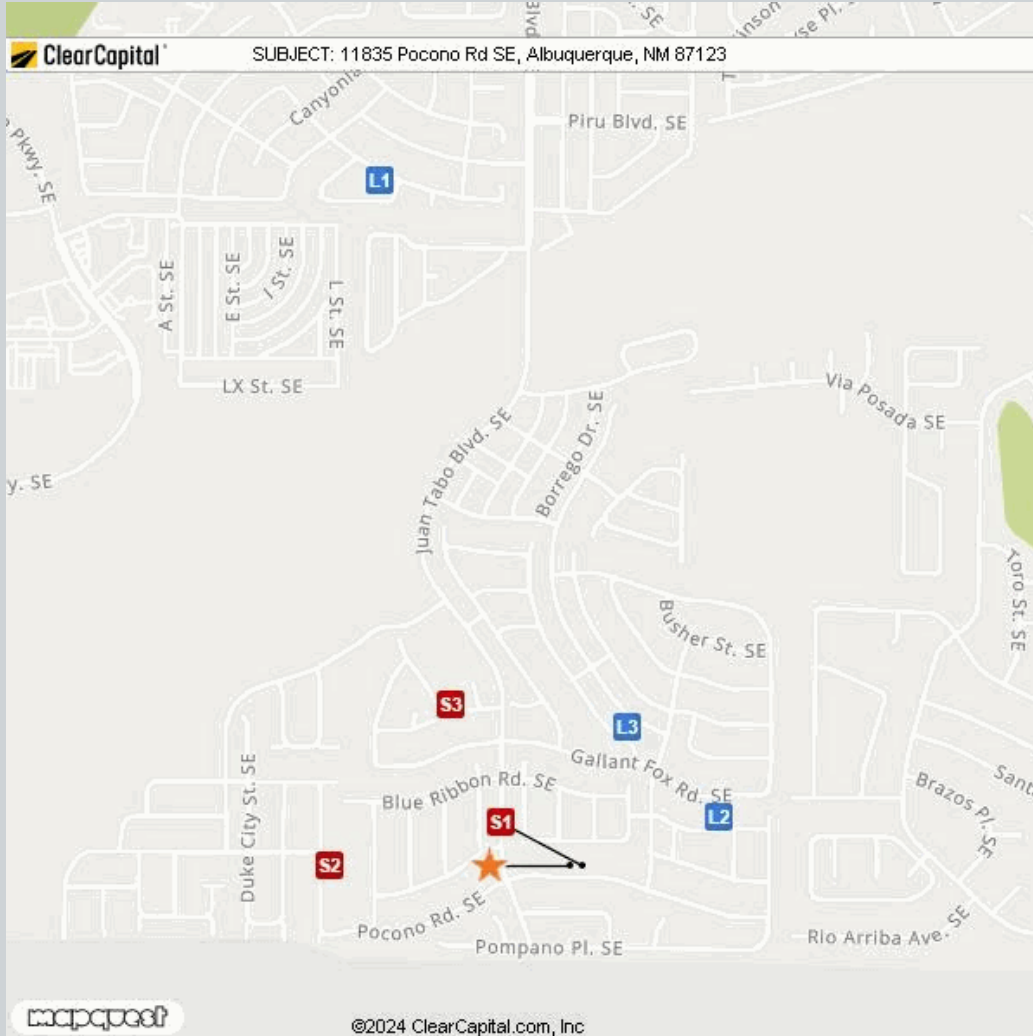 Blvd.
SE
ClearCapital
SUBJECT: 11835 Pocono Rd SE, Albuquerque, NM 87123
Piru Blvd. SE
Pkwy. SE
L1
A St. SE
E St. SE
I St. SE
L St. SE
LX St. SE
Via Posada SE
Juan Tabo Blvd. SE
Borrego Dr. SE
y. SE
Toro St. SE
Busher St. SE
S3
L3
Gallant Fox Rd. SE
Blue Ribbon Rd. SE
Duke City St. SE
Brazos Pl. SE
S1
L2
S2
Pocono Rd. SE
Pompano Pl. SE
Rio Arriba Ave. SE
mapquest
©2024 ClearCapital.com, Inc